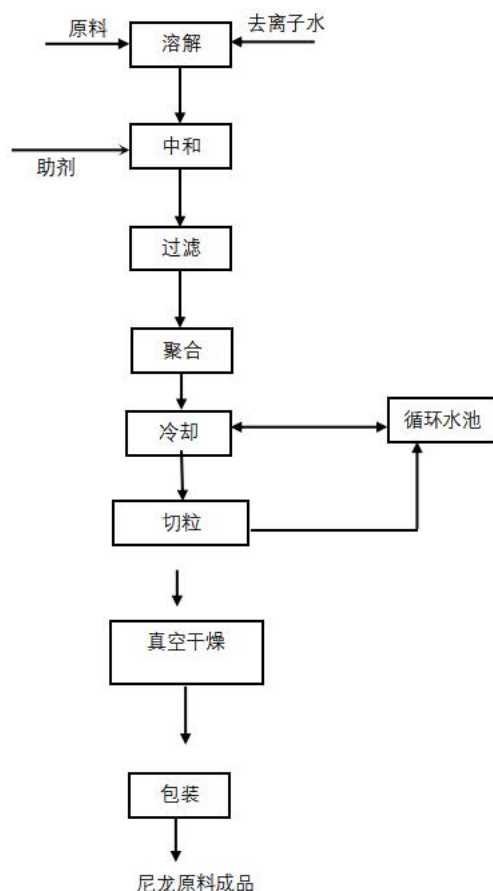 原料
去离子水
溶解
中和
助剂
过滤
聚合
冷却
循环水池
切粒
真空干燥
包装
尼龙原料成品